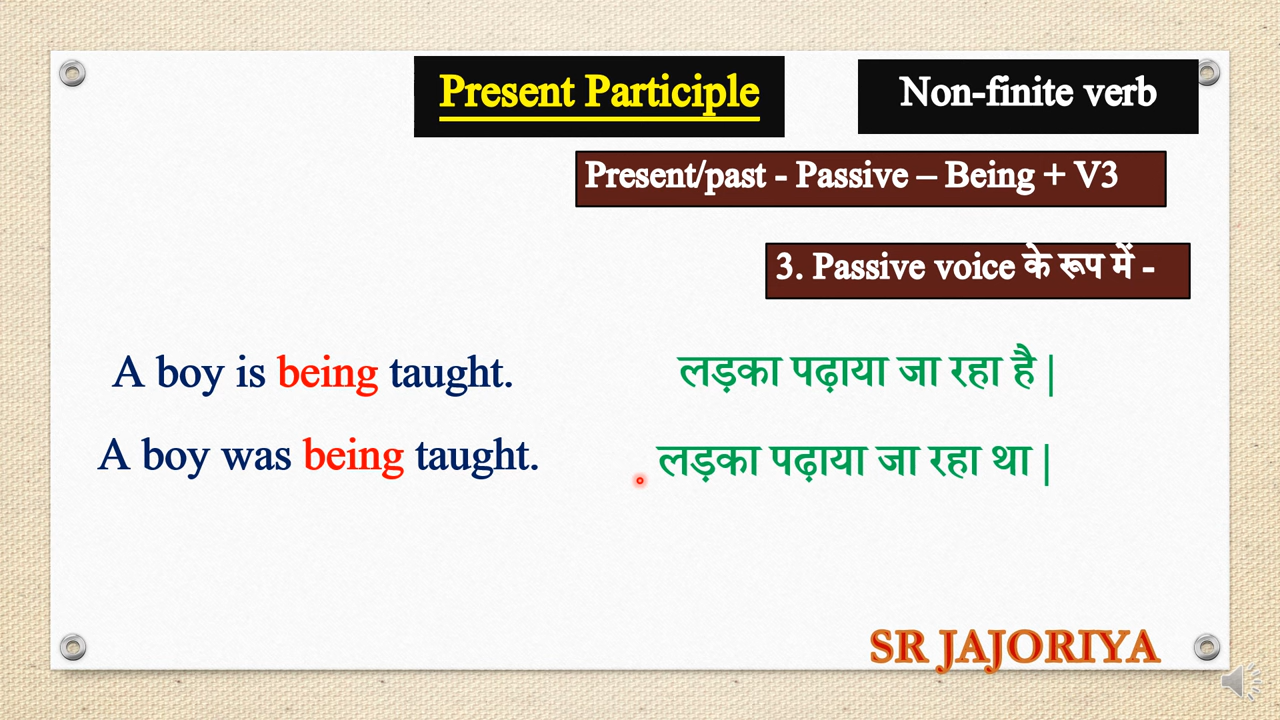 Present Participle
Non-finite verb
Present/past - Passive – Being + V3
3. Passive voice के रूप में -
A boy is being taught.
लड़का पढ़ाया जा रहा है |
A boy was being taught.
लड़का पढ़ाया जा रहा था |
SR JAJORIYA